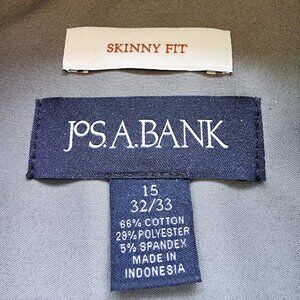 SKINNY FIT
JOS.A.BANK
15
32/33
66% COTTON
29% POLYESTER
5% SPANDEX
MADE IN
INDONESIA